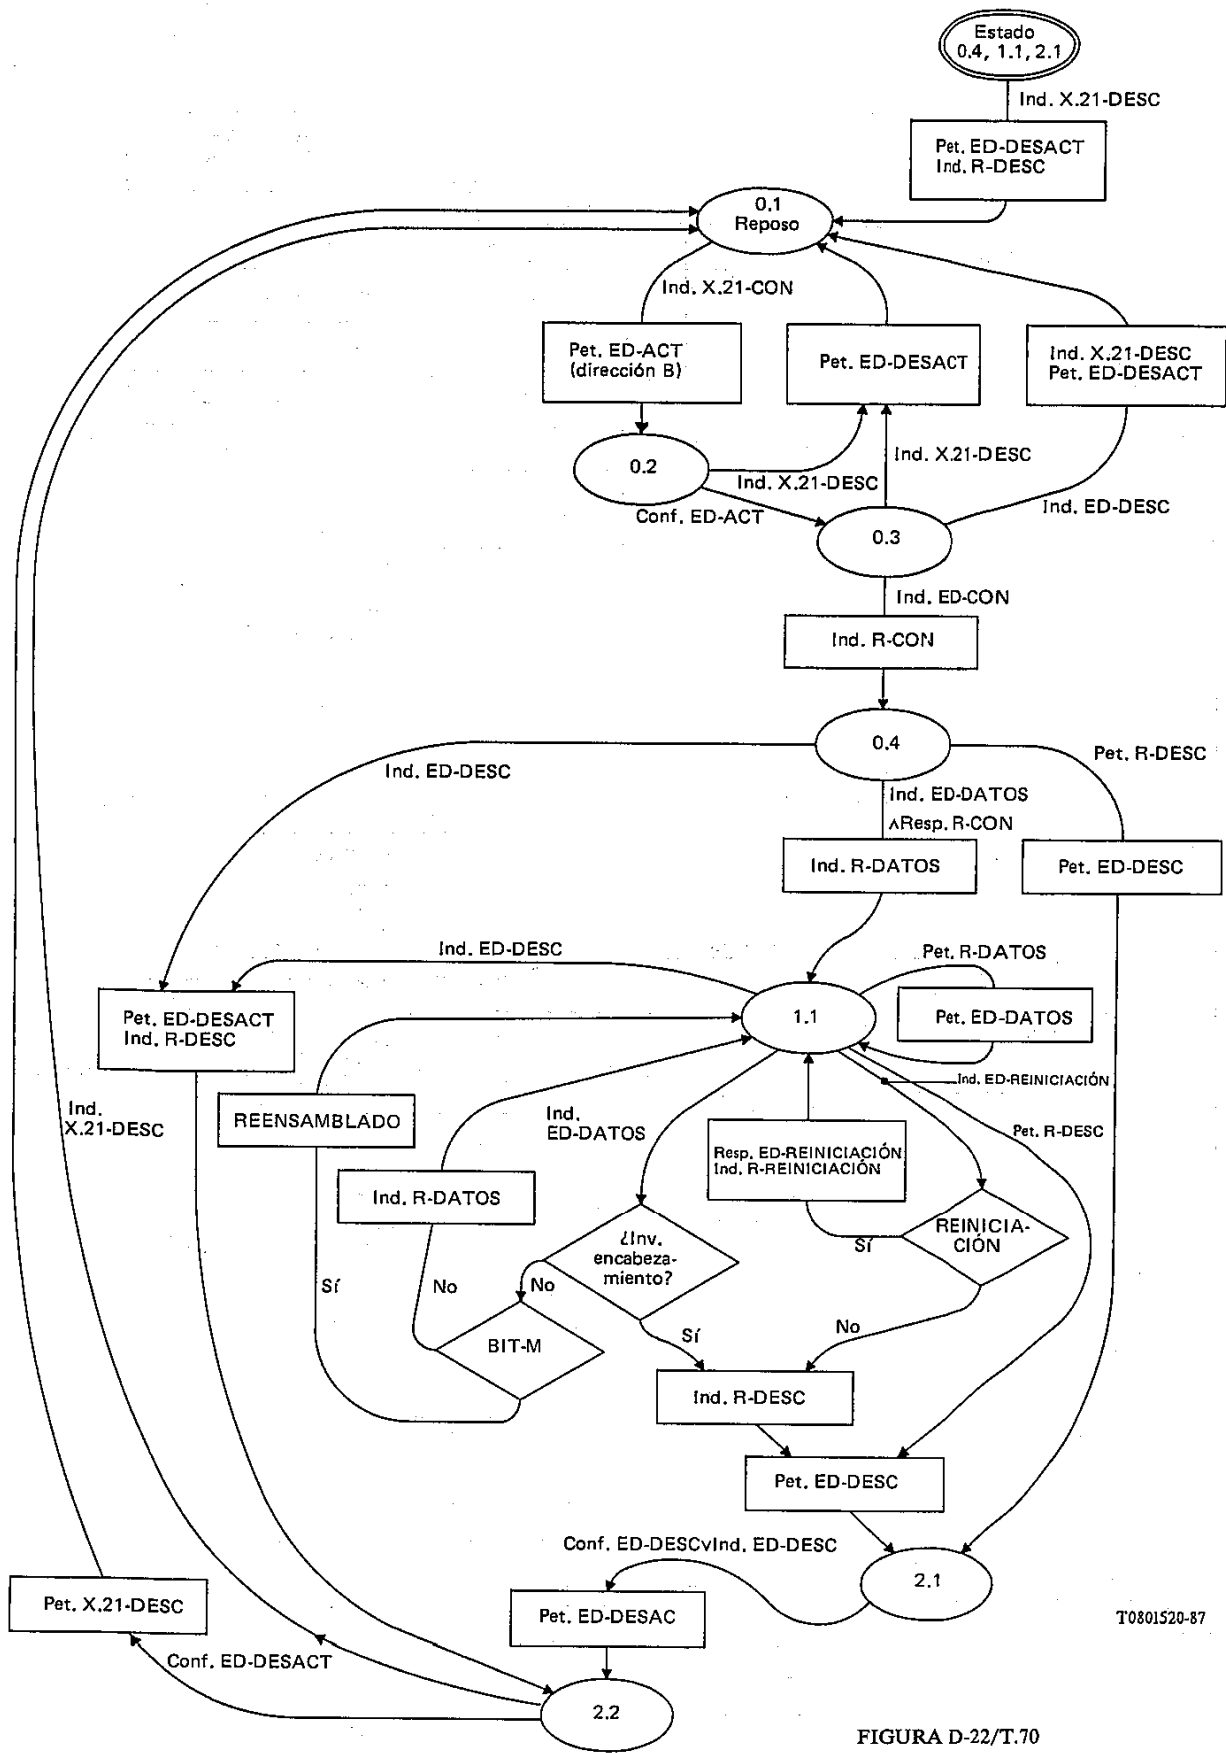 Estado
0.4, 1.1, 2.1
Ind. X.21-DESC
Pet. ED-DESACT
Ind. R-DESC
0.1
Reposo
Ind. X.21-CON
Pet. ED-ACT
(dirección B)
Pet. ED-DESACT
Ind. X.21-DESC
Pet. ED-DESACT
0.2
Ind. X.21-DESC
Ind. X.21-DESC
Conf. ED-ACT
Ind. ED-DESC
0.3
Ind. ED-CON
Ind. R-CON
0.4
Ind. ED-DESC
Pet. R-DESC
Ind. ED-DATOS
∧Resp. R-CON
Ind. R-DATOS
Pet. ED-DESC
Ind. ED-DESC
Pet. R-DATOS
Pet. ED-DESACT
Ind. R-DESC
1.1
Pet. ED-DATOS
Ind. ED-REINICIACIÓN
Ind.
X.21-DESC
REENSAMBLADO
Ind.
ED-DATOS
Pet. R-DESC
Resp. ED-REINICIACIÓN
Ind. R-REINICIACIÓN
Ind. R-DATOS
¿Inv.
encabeza-
miento?
REINICIA-
CIÓN
Sí
Sí
No
No
BIT-M
Sí
No
Ind. R-DESC
Pet. ED-DESC
Conf. ED-DESCvInd. ED-DESC
2.1
Pet. X.21-DESC
Pet. ED-DESAC
T0801520-87
Conf. ED-DESACT
2.2
FIGURA D-22/T.70